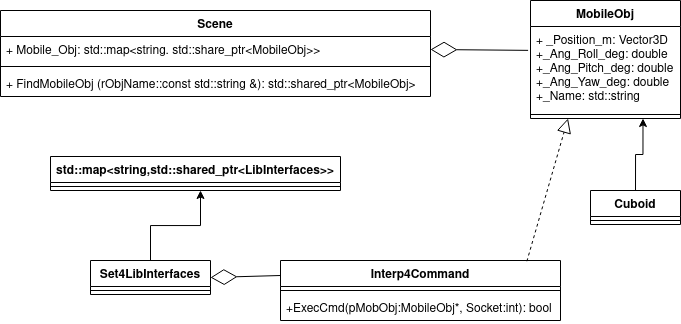 Scene
+ Mobile_Obj: std::map<string. std::share_ptr<MobileObj>>
+ FindMobileObj (rObjName::const std::string &): std::shared_ptr<MobileObj>
MobileObj
+ _Position_m: Vector3D
+_Ang_Roll_deg: double
+_Ang_Pitch_deg: double
+_Ang_Yaw_deg: double
+_Name: std::string
std::map<string,std::shared_ptr<LibInterfaces>>
Cuboid
Set4LibInterfaces
Interp4Command
+ExecCmd(pMobObj:MobileObj*, Socket:int): bool